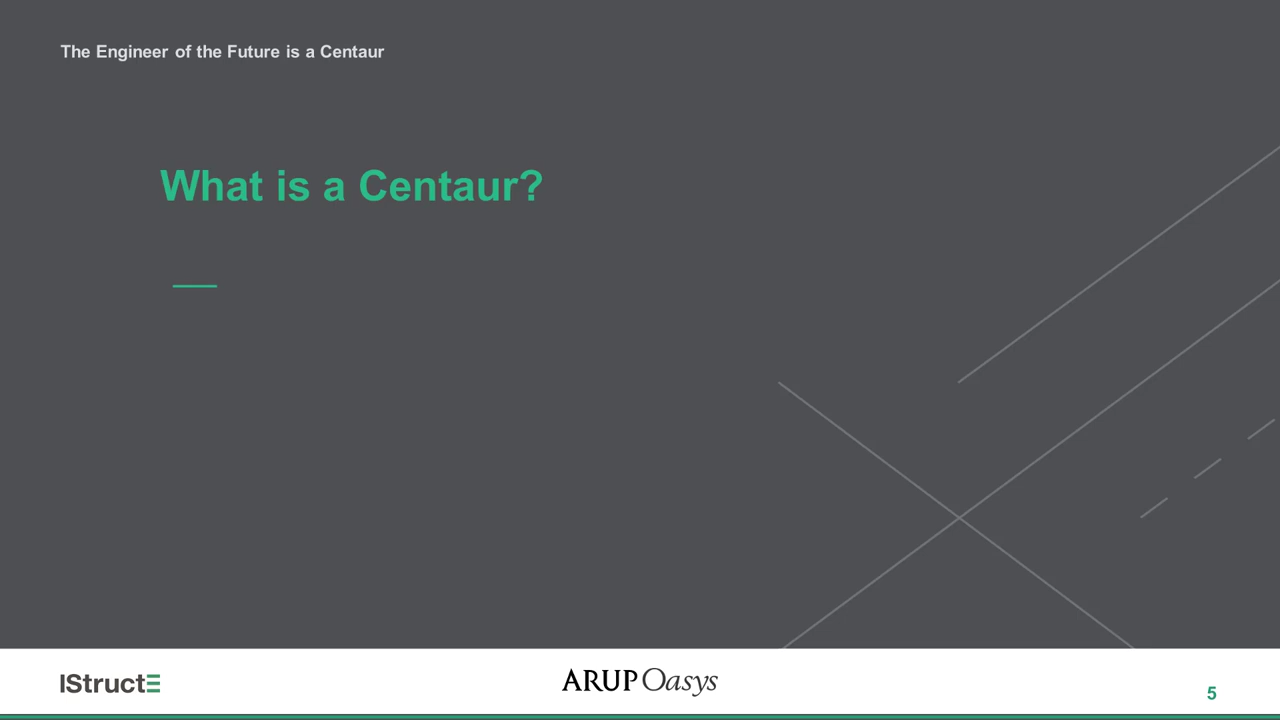 The Engineer of the Future is a Centaur
What is a Centaur?
IStructE
ARUP Oasys
5